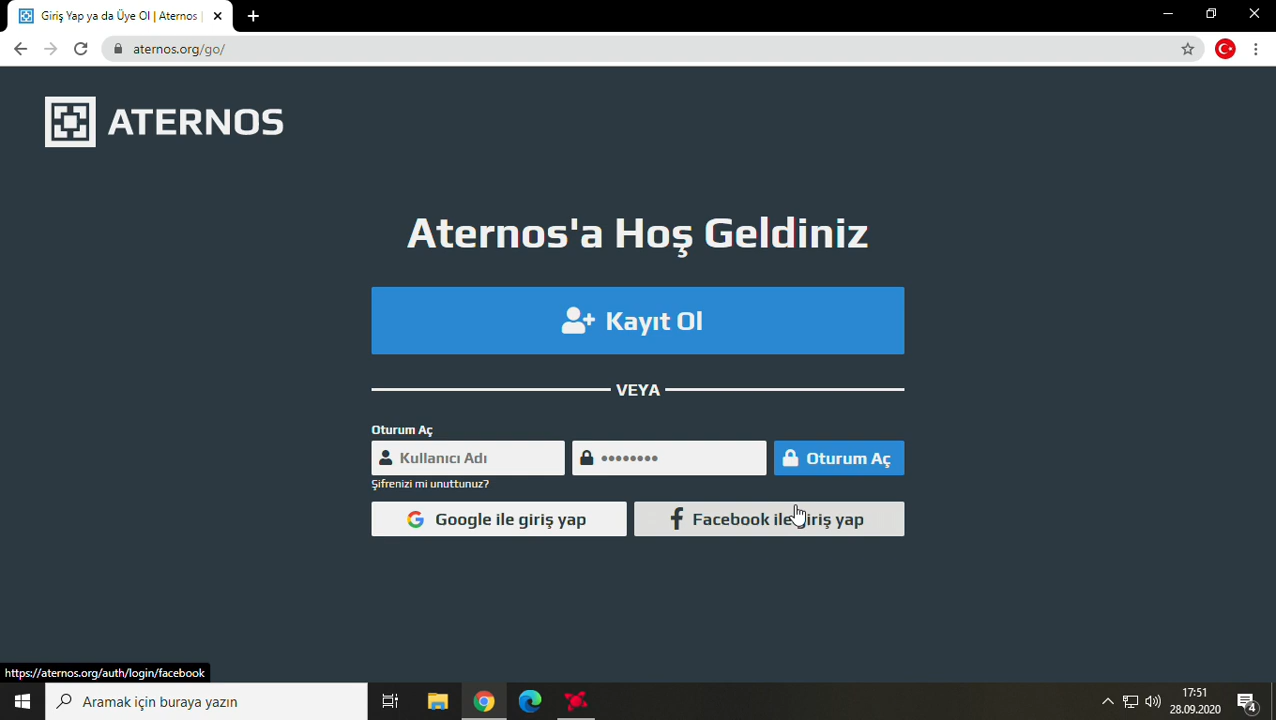 Giriş Yap ya da Üye Ol | Aternos |
aternos.org/go/
ATERNOS
Aternos'a Hoş Geldiniz
Kayıt Ol
VEYA
Oturum Aç
Kullanıcı Adı
Oturum Aç
Şifrenizi mi unuttunuz?
Google ile giriş yap
Facebook ile giriş yap
https://aternos.org/auth/login/facebook
Aramak için buraya yazın
17:51
28.09.2020
4